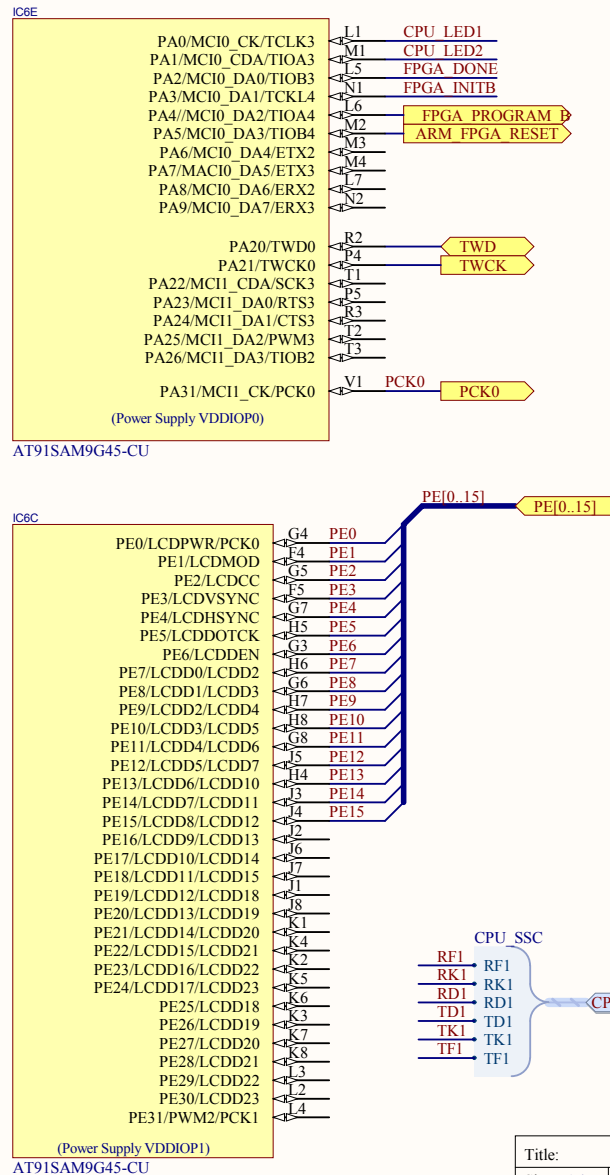 IC6E
PA0/MCI0_CK/TCLK3 L1 CPU_LED1
PA1/MCI0_CDA/TIOA3 M1 CPU_LED2
PA2/MCI0_DA0/TIOB3 L5 FPGA_DONE
PA3/MCI0_DA1/TCKL4 N1 FPGA_INITB
PA4//MCI0_DA2/TIOA4 L6 FPGA_PROGRAM_B
PA5/MCI0_DA3/TIOB4 M2 ARM_FPGA_RESET
PA6/MCI0_DA4/ETX2 M3
PA7/MACI0_DA5/ETX3 M4
PA8/MCI0_DA6/ERX2 L7
PA9/MCI0_DA7/ERX3 N2
PA20/TWD0 R2 TWD
PA21/TWCK0 P4 TWCK
PA22/MCI1_CDA/SCK3 T1
PA23/MCI1_DA0/RTS3 P5
PA24/MCI1_DA1/CTS3 R3
PA25/MCI1_DA2/PWM3 T2
PA26/MCI1_DA3/TIOB2 T3
PA31/MCI1_CK/PCK0 V1 PCK0 PCK0
(Power Supply VDDIOP0)
AT91SAM9G45-CU
PE[0..15] PE[0..15]
IC6C
PE0/LCDPWR/PCK0 G4 PE0
PE1/LCDMOD F4 PE1
PE2/LCDCC G5 PE2
PE3/LCDVSYNC F5 PE3
PE4/LCDHSYNC G7 PE4
PE5/LCDDOTCK H5 PE5
PE6/LCDDEN G3 PE6
PE7/LCDD0/LCDD2 H6 PE7
PE8/LCDD1/LCDD3 G6 PE8
PE9/LCDD2/LCDD4 H7 PE9
PE10/LCDD3/LCDD5 H8 PE10
PE11/LCDD4/LCDD6 G8 PE11
PE12/LCDD5/LCDD7 J5 PE12
PE13/LCDD6/LCDD10 H4 PE13
PE14/LCDD7/LCDD11 J3 PE14
PE15/LCDD8/LCDD12 J4 PE15
PE16/LCDD9/LCDD13 J2
PE17/LCDD10/LCDD14 J6
PE18/LCDD11/LCDD15 J7
PE19/LCDD12/LCDD18 J1
PE20/LCDD13/LCDD19 J8
PE21/LCDD14/LCDD20 K1
PE22/LCDD15/LCDD21 K4
PE23/LCDD16/LCDD22 K2
PE24/LCDD17/LCDD23 K5
PE25/LCDD18 K6
PE26/LCDD19 K3
PE27/LCDD20 K7
PE28/LCDD21 K8
PE29/LCDD22 L3
PE30/LCDD23 L2
PE31/PWM2/PCK1 L4
(Power Supply VDDIOP1)
AT91SAM9G45-CU
CPU_SSC
RF1 RF1
RK1 RK1
RD1 RD1
TD1 TD1
TK1 TK1
TF1 TF1
CP
Title: